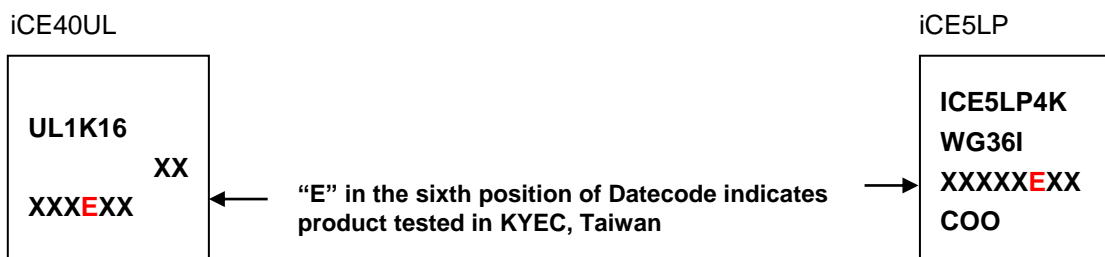 iCE40UL
iCE5LP
UL1K16
XX
XXXEXX
“E” in the sixth position of Datecode indicates
product tested in KYEC, Taiwan
ICE5LP4K
WG36I
XXXXXEXX
COO